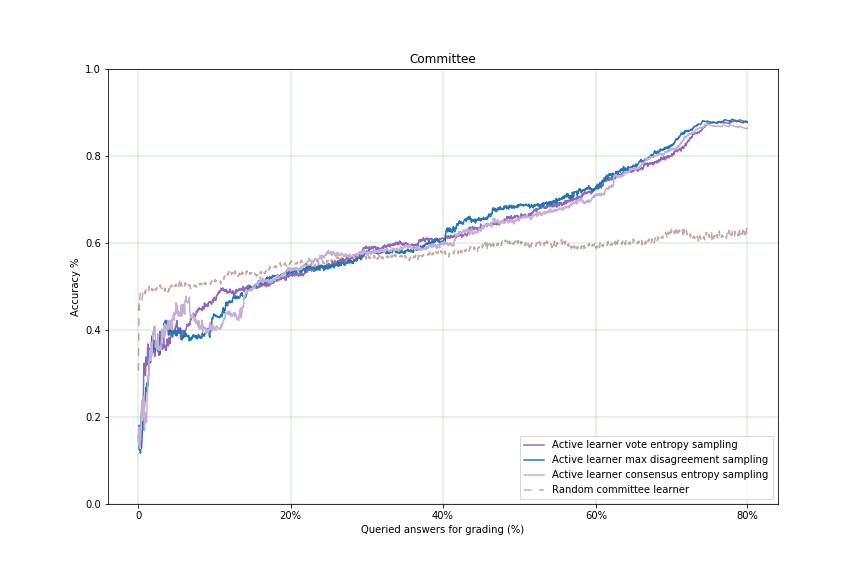 Committee
1.0
0.8
0.6
0.4
0.2
0.0
Accuracy %
0
20%
40%
60%
80%
Queried answers for grading (%)
Active learner vote entropy sampling
Active learner max disagreement sampling
Active learner consensus entropy sampling
Random committee learner